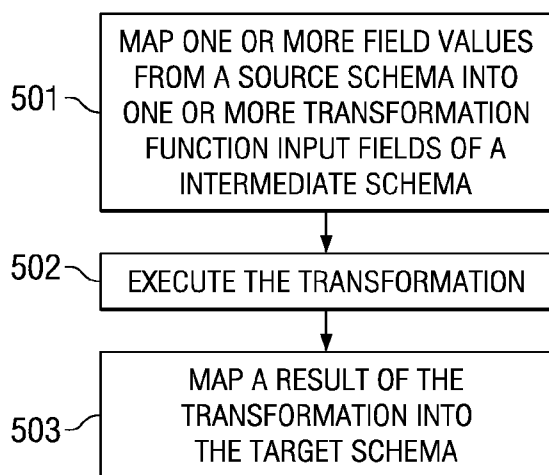 501
MAP ONE OR MORE FIELD VALUES
FROM A SOURCE SCHEMA INTO
ONE OR MORE TRANSFORMATION
FUNCTION INPUT FIELDS OF A
INTERMEDIATE SCHEMA
502
EXECUTE THE TRANSFORMATION
503
MAP A RESULT OF THE
TRANSFORMATION INTO
THE TARGET SCHEMA